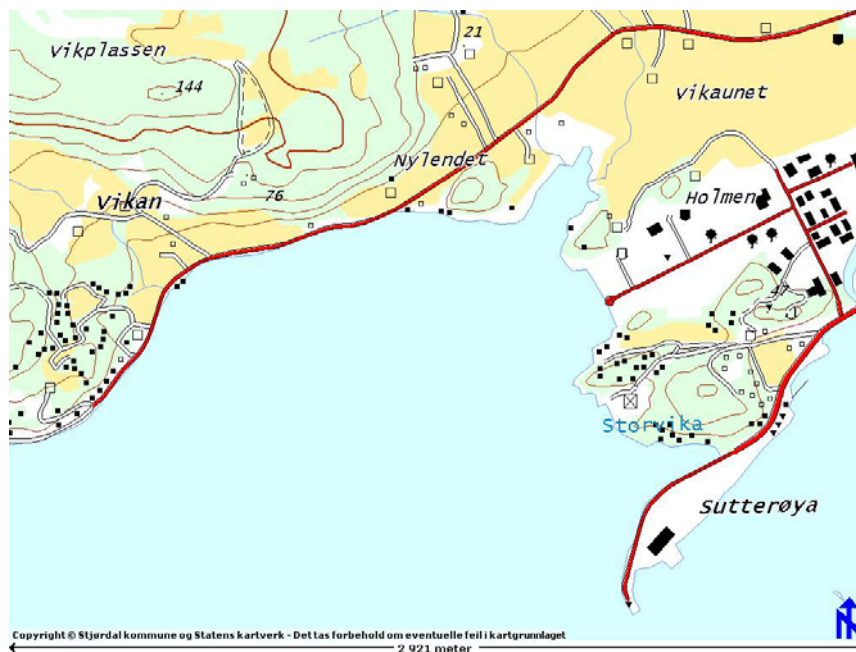 Vikplassen
21
144
Vikaunet
Nylendet
76
Vikan
Holmen
Storvika
Sutterøya
N
Copyright © Stjørdal kommune og Statens kartverk - Det tas forbehold om eventuelle feil i kartgrunnlaget
2 921 meter